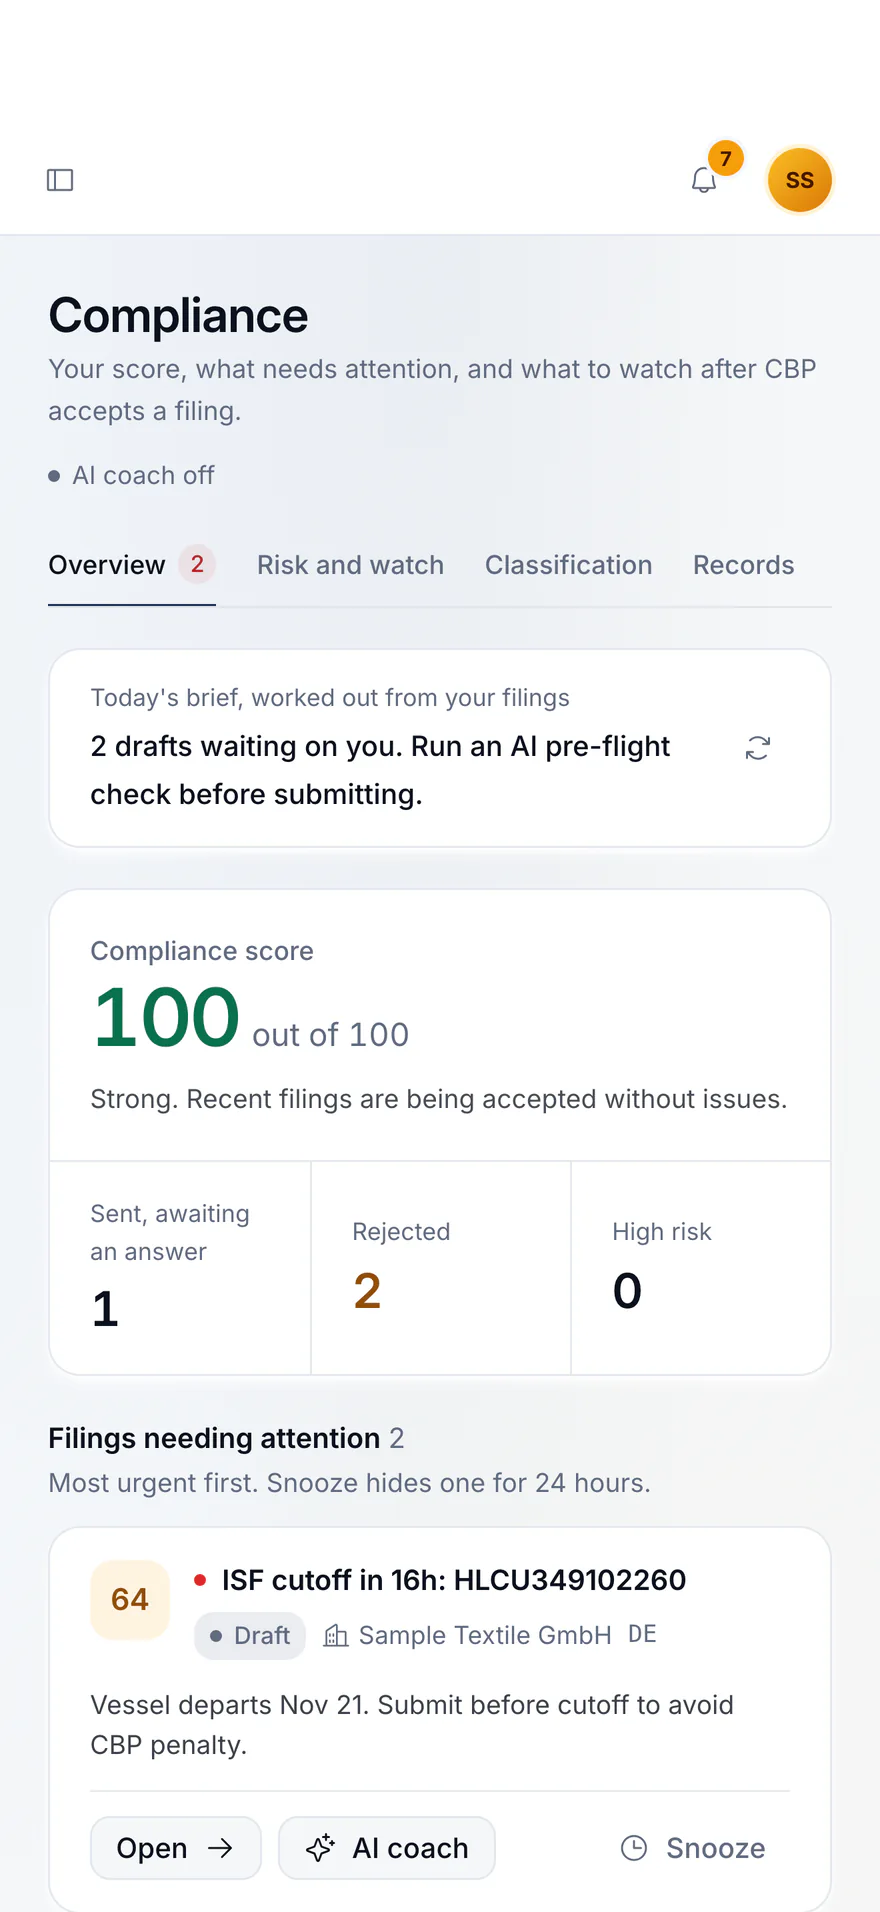 7
SS
Compliance
Your score, what needs attention, and what to watch after CBP
accepts a filing.
AI coach off
Overview 2 Risk and watch Classification Records
Today's brief, worked out from your filings
2 drafts waiting on you. Run an AI pre-flight
check before submitting.
Compliance score
100 out of 100
Strong. Recent filings are being accepted without issues.
Sent, awaiting
an answer
1
Rejected
2
High risk
0
Filings needing attention 2
Most urgent first. Snooze hides one for 24 hours.
64
ISF cutoff in 16h: HLCU349102260
Draft Sample Textile GmbH DE
Vessel departs Nov 21. Submit before cutoff to avoid
CBP penalty.
Open AI coach Snooze